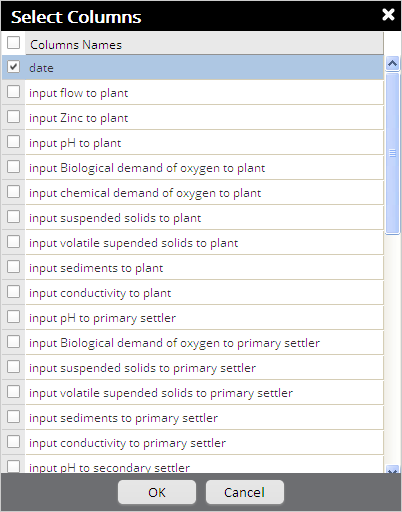 Select Columns
Columns Names
date
input flow to plant
input Zinc to plant
input pH to plant
input Biological demand of oxygen to plant
input chemical demand of oxygen to plant
input suspended solids to plant
input volatile supended solids to plant
input sediments to plant
input conductivity to plant
input pH to primary settler
input Biological demand of oxygen to primary settler
input suspended solids to primary settler
input volatile supended solids to primary settler
input sediments to primary settler
input conductivity to primary settler
input pH to secondary settler
OK Cancel